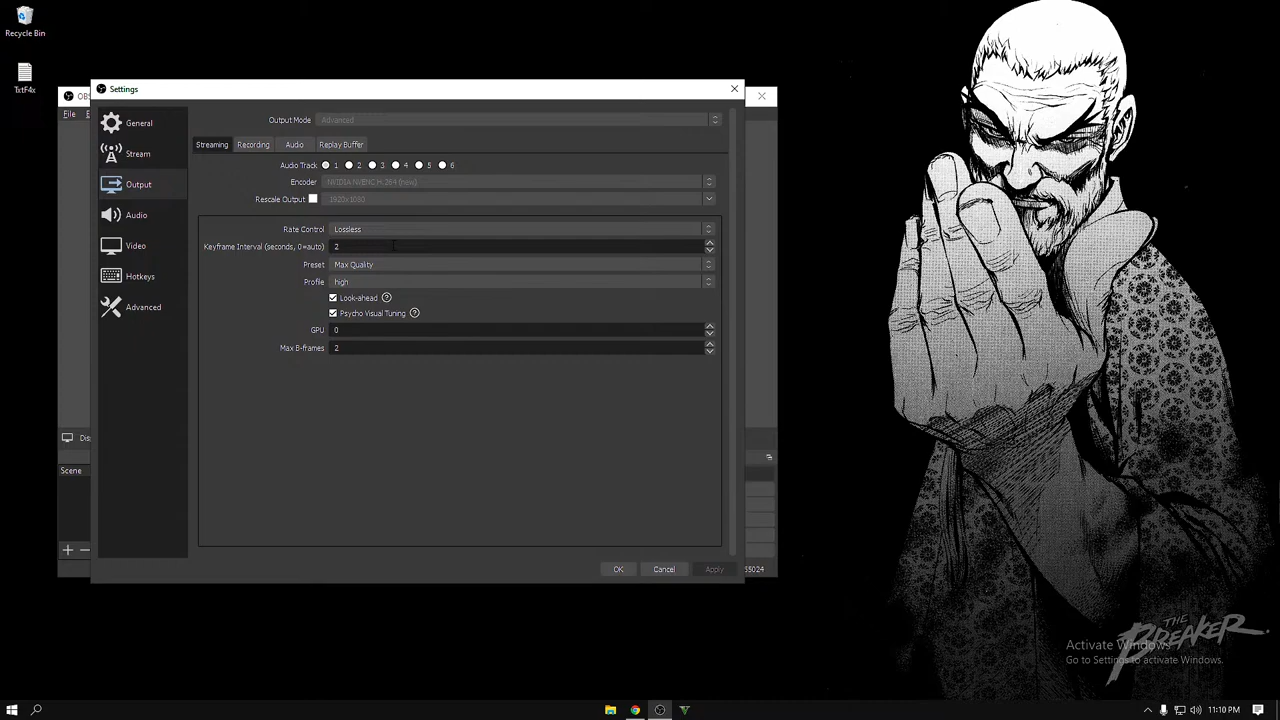 Recycle Bin
TxtF4x
OBS
Settings
File
General
Stream
Output
Audio
Video
Hotkeys
Advanced
Output Mode
Advanced
Streaming
Recording
Audio
Replay Buffer
Audio Track
1
2
3
4
5
6
Encoder
NVIDIA NVENC H.264 (new)
Rescale Output
1920x1080
Rate Control
Lossless
Keyframe Interval (seconds, 0=auto)
2
Preset
Max Quality
Profile
high
Look-ahead
Psycho Visual Tuning
GPU
0
Max B-frames
2
Scene
OK
Cancel
Apply
THE
BREAKER
Activate Windows
Go to Settings to activate Windows.
11:10 PM